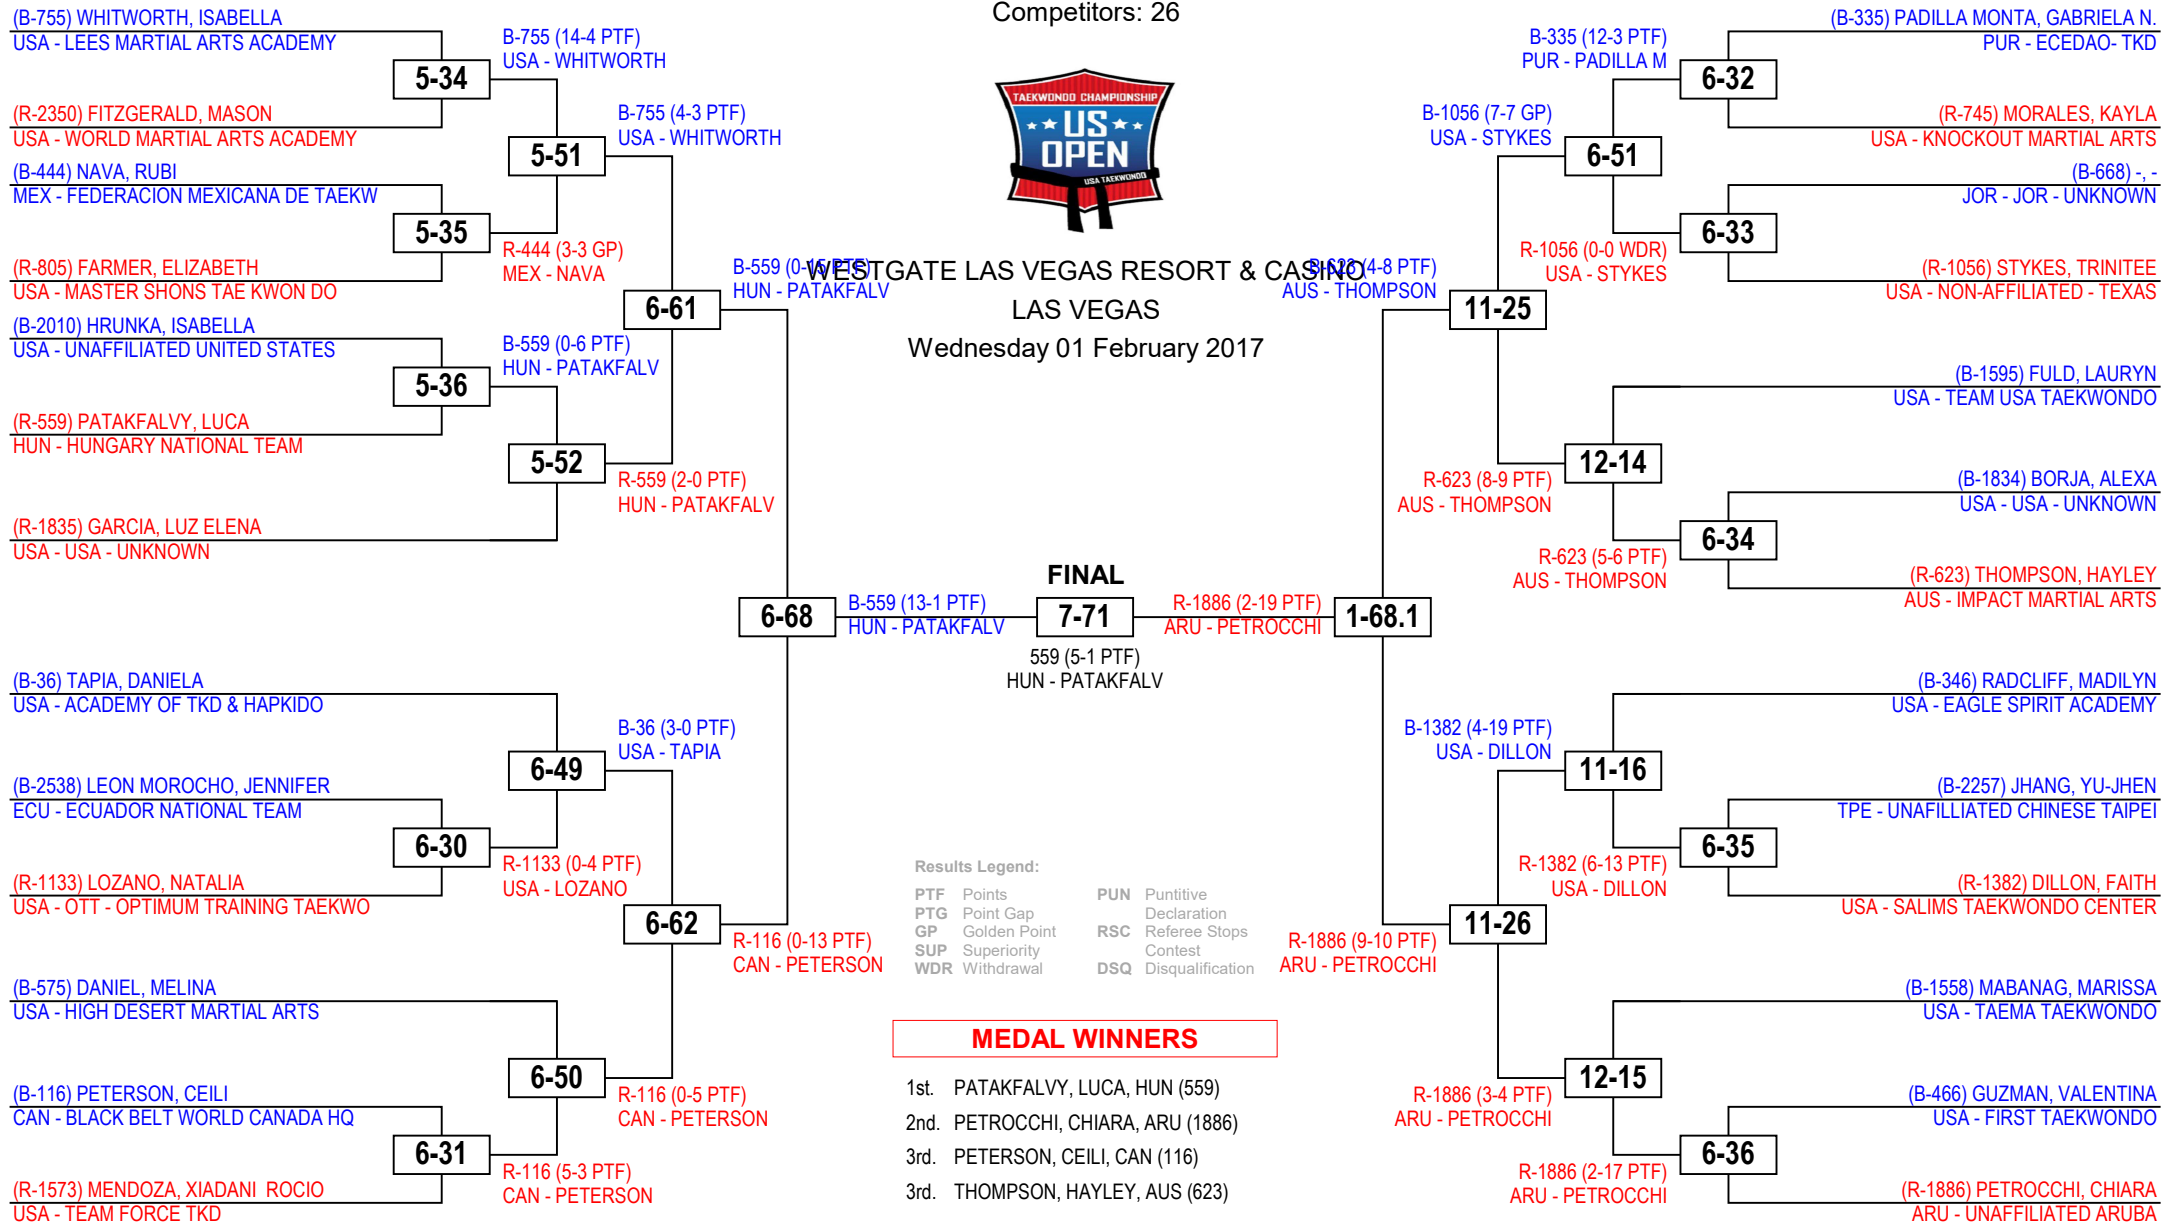 Competitors: 26
TAEKWONDO CHAMPIONSHIP
US
OPEN
USA TAEKWONDO
WESTGATE LAS VEGAS RESORT & CASINO
LAS VEGAS
Wednesday 01 February 2017
(B-755) WHITWORTH, ISABELLA
USA - LEES MARTIAL ARTS ACADEMY
5-34
(R-2350) FITZGERALD, MASON
USA - WORLD MARTIAL ARTS ACADEMY
(B-444) NAVA, RUBI
MEX - FEDERACION MEXICANA DE TAEKW
5-35
(R-805) FARMER, ELIZABETH
USA - MASTER SHONS TAE KWON DO
(B-2010) HRUNKA, ISABELLA
USA - UNAFFILIATED UNITED STATES
5-36
(R-559) PATAKFALVY, LUCA
HUN - HUNGARY NATIONAL TEAM
(R-1835) GARCIA, LUZ ELENA
USA - USA - UNKNOWN
(B-36) TAPIA, DANIELA
USA - ACADEMY OF TKD & HAPKIDO
(B-2538) LEON MOROCHO, JENNIFER
ECU - ECUADOR NATIONAL TEAM
6-30
(R-1133) LOZANO, NATALIA
USA - OTT - OPTIMUM TRAINING TAEKWO
(B-575) DANIEL, MELINA
USA - HIGH DESERT MARTIAL ARTS
(B-116) PETERSON, CEILI
CAN - BLACK BELT WORLD CANADA HQ
6-31
(R-1573) MENDOZA, XIADANI  ROCIO
USA - TEAM FORCE TKD
B-755 (14-4 PTF)
USA - WHITWORTH
5-51
R-444 (3-3 GP)
MEX - NAVA
B-559 (0-6 PTF)
HUN - PATAKFALV
5-52
6-49
R-1133 (0-4 PTF)
USA - LOZANO
6-50
R-116 (5-3 PTF)
CAN - PETERSON
B-755 (4-3 PTF)
USA - WHITWORTH
6-61
R-559 (2-0 PTF)
HUN - PATAKFALV
B-36 (3-0 PTF)
USA - TAPIA
6-62
R-116 (0-5 PTF)
CAN - PETERSON
B-559 (0-15 PTF)
HUN - PATAKFALV
6-68
R-116 (0-13 PTF)
CAN - PETERSON
B-559 (13-1 PTF)
HUN - PATAKFALV
FINAL
7-71
559 (5-1 PTF)
HUN - PATAKFALV
R-1886 (2-19 PTF)
ARU - PETROCCHI
1-68.1
B-623 (4-8 PTF)
AUS - THOMPSON
R-1886 (9-10 PTF)
ARU - PETROCCHI
B-1056 (7-7 GP)
USA - STYKES
11-25
R-623 (8-9 PTF)
AUS - THOMPSON
B-1382 (4-19 PTF)
USA - DILLON
11-26
R-1886 (3-4 PTF)
ARU - PETROCCHI
B-335 (12-3 PTF)
PUR - PADILLA M
6-51
R-1056 (0-0 WDR)
USA - STYKES
12-14
R-623 (5-6 PTF)
AUS - THOMPSON
11-16
R-1382 (6-13 PTF)
USA - DILLON
12-15
R-1886 (2-17 PTF)
ARU - PETROCCHI
(B-335) PADILLA MONTA, GABRIELA N.
PUR - ECEDAO- TKD
6-32
(R-745) MORALES, KAYLA
USA - KNOCKOUT MARTIAL ARTS
(B-668) -, -
JOR - JOR - UNKNOWN
6-33
(R-1056) STYKES, TRINITEE
USA - NON-AFFILIATED - TEXAS
(B-1595) FULD, LAURYN
USA - TEAM USA TAEKWONDO
(B-1834) BORJA, ALEXA
USA - USA - UNKNOWN
6-34
(R-623) THOMPSON, HAYLEY
AUS - IMPACT MARTIAL ARTS
(B-346) RADCLIFF, MADILYN
USA - EAGLE SPIRIT ACADEMY
(B-2257) JHANG, YU-JHEN
TPE - UNAFILLIATED CHINESE TAIPEI
6-35
(R-1382) DILLON, FAITH
USA - SALIMS TAEKWONDO CENTER
(B-1558) MABANAG, MARISSA
USA - TAEMA TAEKWONDO
(B-466) GUZMAN, VALENTINA
USA - FIRST TAEKWONDO
6-36
(R-1886) PETROCCHI, CHIARA
ARU - UNAFFILIATED ARUBA
Results Legend:
PTF Points PUN Puntitive
PTG Point Gap Declaration
GP Golden Point RSC Referee Stops
SUP Superiority Contest
WDR Withdrawal DSQ Disqualification
MEDAL WINNERS
1st. PATAKFALVY, LUCA, HUN (559)
2nd. PETROCCHI, CHIARA, ARU (1886)
3rd. PETERSON, CEILI, CAN (116)
3rd. THOMPSON, HAYLEY, AUS (623)